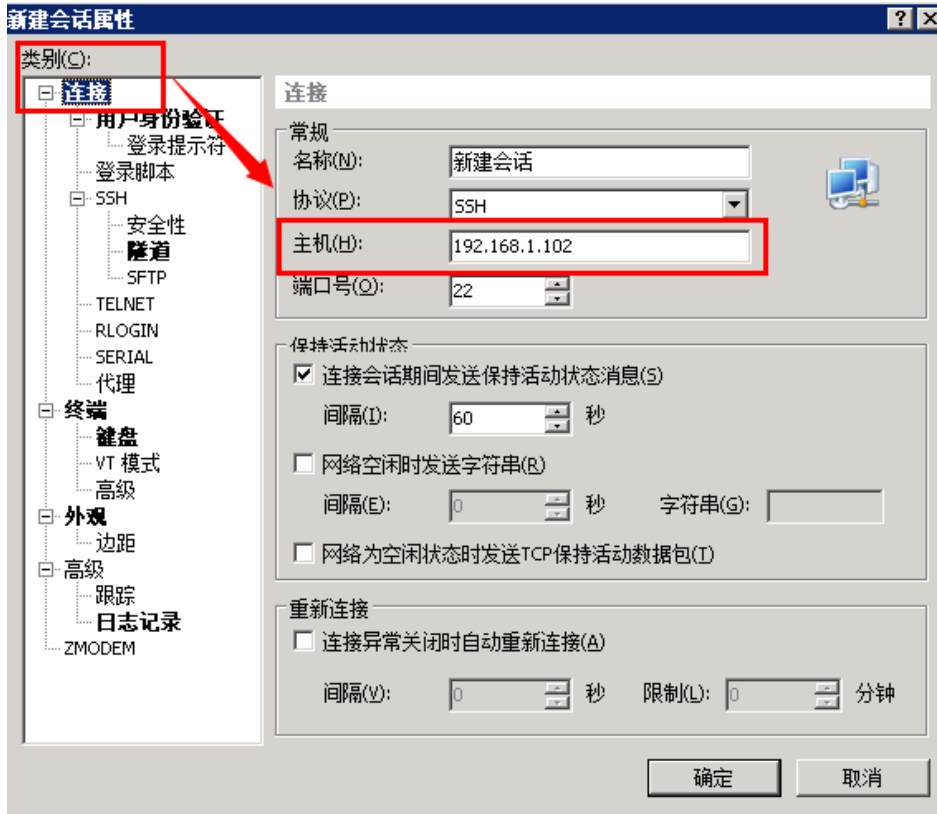 新建会话属性
类别(C):
连接
用户身份验证
登录提示符
登录脚本
SSH
安全性
隧道
SFTP
TELNET
RLOGIN
SERIAL
代理
终端
键盘
VT 模式
高级
外观
边距
高级
跟踪
日志记录
ZMODEM
连接
常规
名称(N): 新建会话
协议(P): SSH
主机(H): 192.168.1.102
端口号(O): 22
保持活动状态
连接会话期间发送保持活动状态消息(S)
间隔(I): 60 秒
网络空闲时发送字符串(R)
间隔(E): 0 秒 字符串(G):
网络为空闲状态时发送TCP保持活动数据包(T)
重新连接
连接异常关闭时自动重新连接(A)
间隔(V): 0 秒 限制(L): 0 分钟
确定 取消